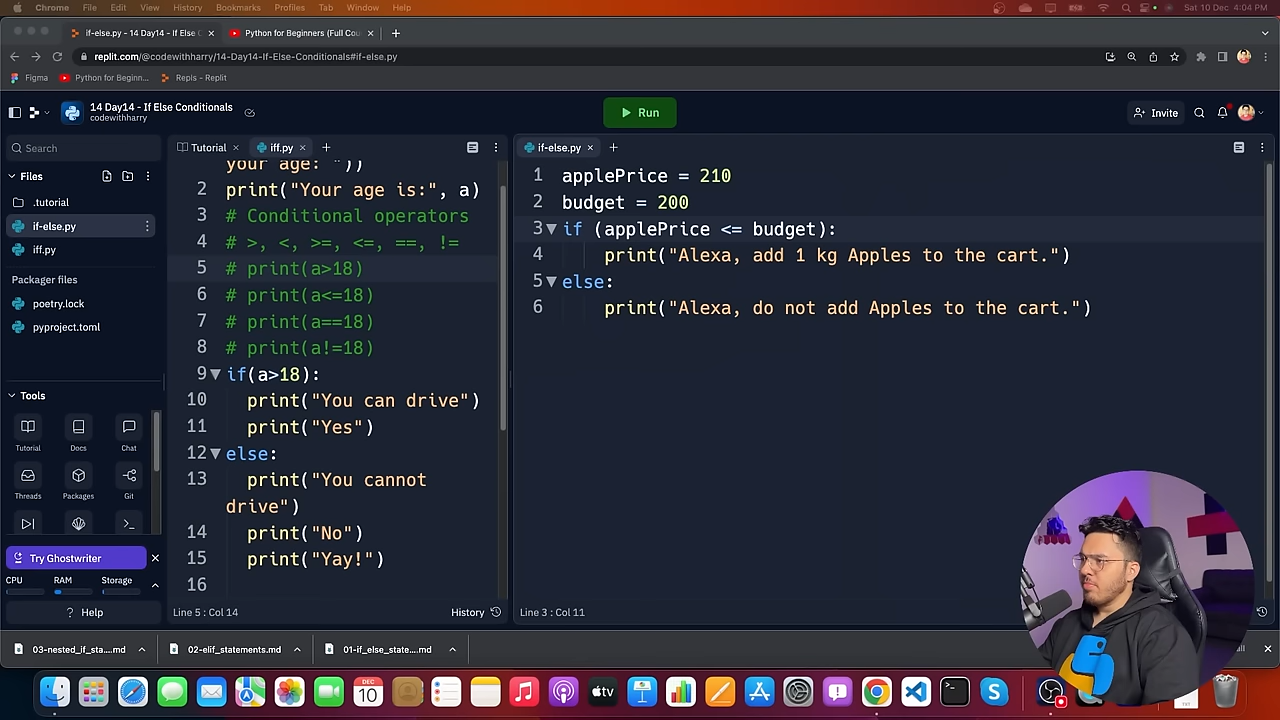 Chrome File Edit View History Bookmarks Profiles Tab Window Help Sat 10 Dec 4:04 PM
if-else.py - 14 Day14 - If Else C Python for Beginners (Full Cou
replit.com/@codewithharry/14-Day14-If-Else-Conditionals#if-else.py
Figma Python for Beginn... Repls - Replit
14 Day14 - If Else Conditionals
codewithharry
Run
Invite
Search
Files
.tutorial
if-else.py
iff.py
Packager files
poetry.lock
pyproject.toml
Tools
Tutorial Docs Chat
Threads Packages Git
Try Ghostwriter
CPU RAM Storage
? Help
Tutorial iff.py
your age: "))
2 print("Your age is:", a)
3 # Conditional operators
4 # >, <, >=, <=, ==, !=
5 # print(a>18)
6 # print(a<=18)
7 # print(a==18)
8 # print(a!=18)
9 if(a>18):
10 print("You can drive")
11 print("Yes")
12 else:
13 print("You cannot
drive")
14 print("No")
15 print("Yay!")
16
Line 5 : Col 14 History
if-else.py
1 applePrice = 210
2 budget = 200
3 if (applePrice <= budget):
4 print("Alexa, add 1 kg Apples to the cart.")
5 else:
6 print("Alexa, do not add Apples to the cart.")
Line 3 : Col 11
03-nested_if_sta....md 02-elif_statements.md 01-if_else_state....md
DEC
10
tv